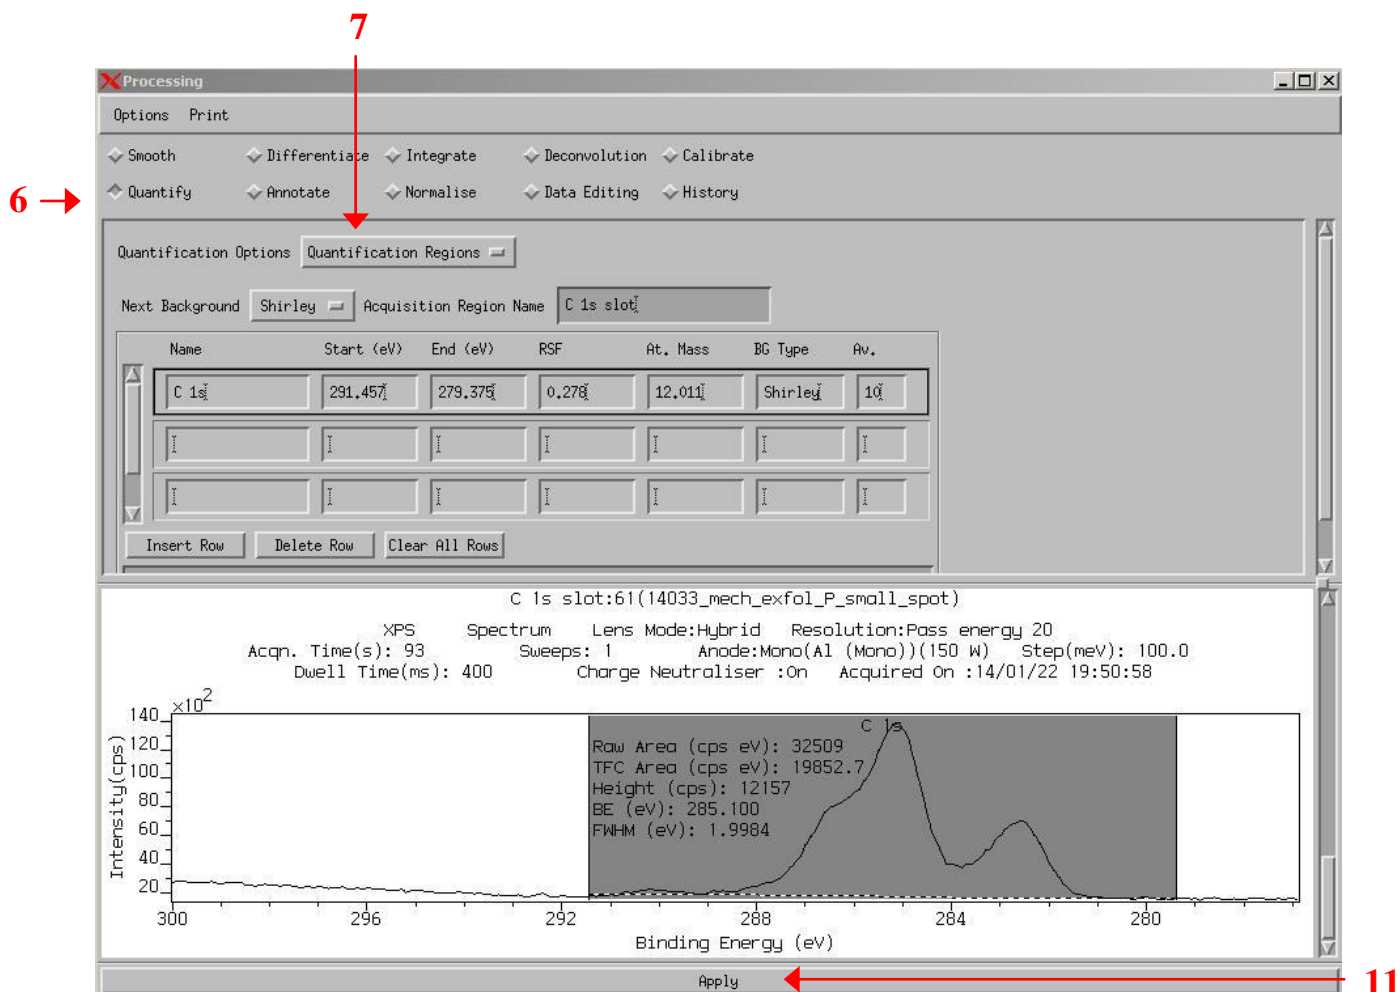 7
Processing
Options Print
Smooth Differentiate Integrate Deconvolution Calibrate
6
Quantify Annotate Normalise Data Editing History
Quantification Options Quantification Regions
Next Background Shirley Acquisition Region Name C 1s slot
Name Start (eV) End (eV) RSF At. Mass BG Type Av.
C 1s 291.457 279.375 0.278 12.011 Shirley 10
Insert Row Delete Row Clear All Rows
C 1s slot:61(14033_mech_exfol_P_small_spot)
XPS Spectrum Lens Mode:Hybrid Resolution:Pass energy 20
Acqn. Time(s): 93 Sweeps: 1 Anode:Mono(Al (Mono))(150 W) Step(meV): 100.0
Dwell Time(ms): 400 Charge Neutraliser :On Acquired On :14/01/22 19:50:58
×10²
140
120
100
80
60
40
20
Intensity(cps)
C 1s
Raw Area (cps eV): 32509
TFC Area (cps eV): 19852.7
Height (cps): 12157
BE (eV): 285.100
FWHM (eV): 1.9984
300 296 292 288 284 280
Binding Energy (eV)
Apply
11